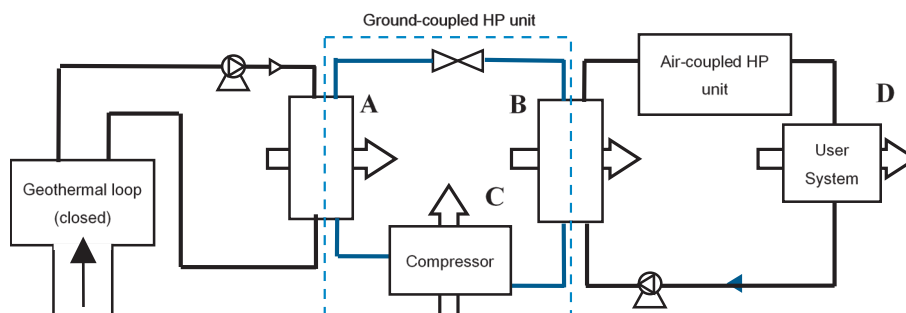 Ground-coupled HP unit
A
B
Air-coupled HP
unit
D
Geothermal loop
(closed)
C
User
System
Compressor